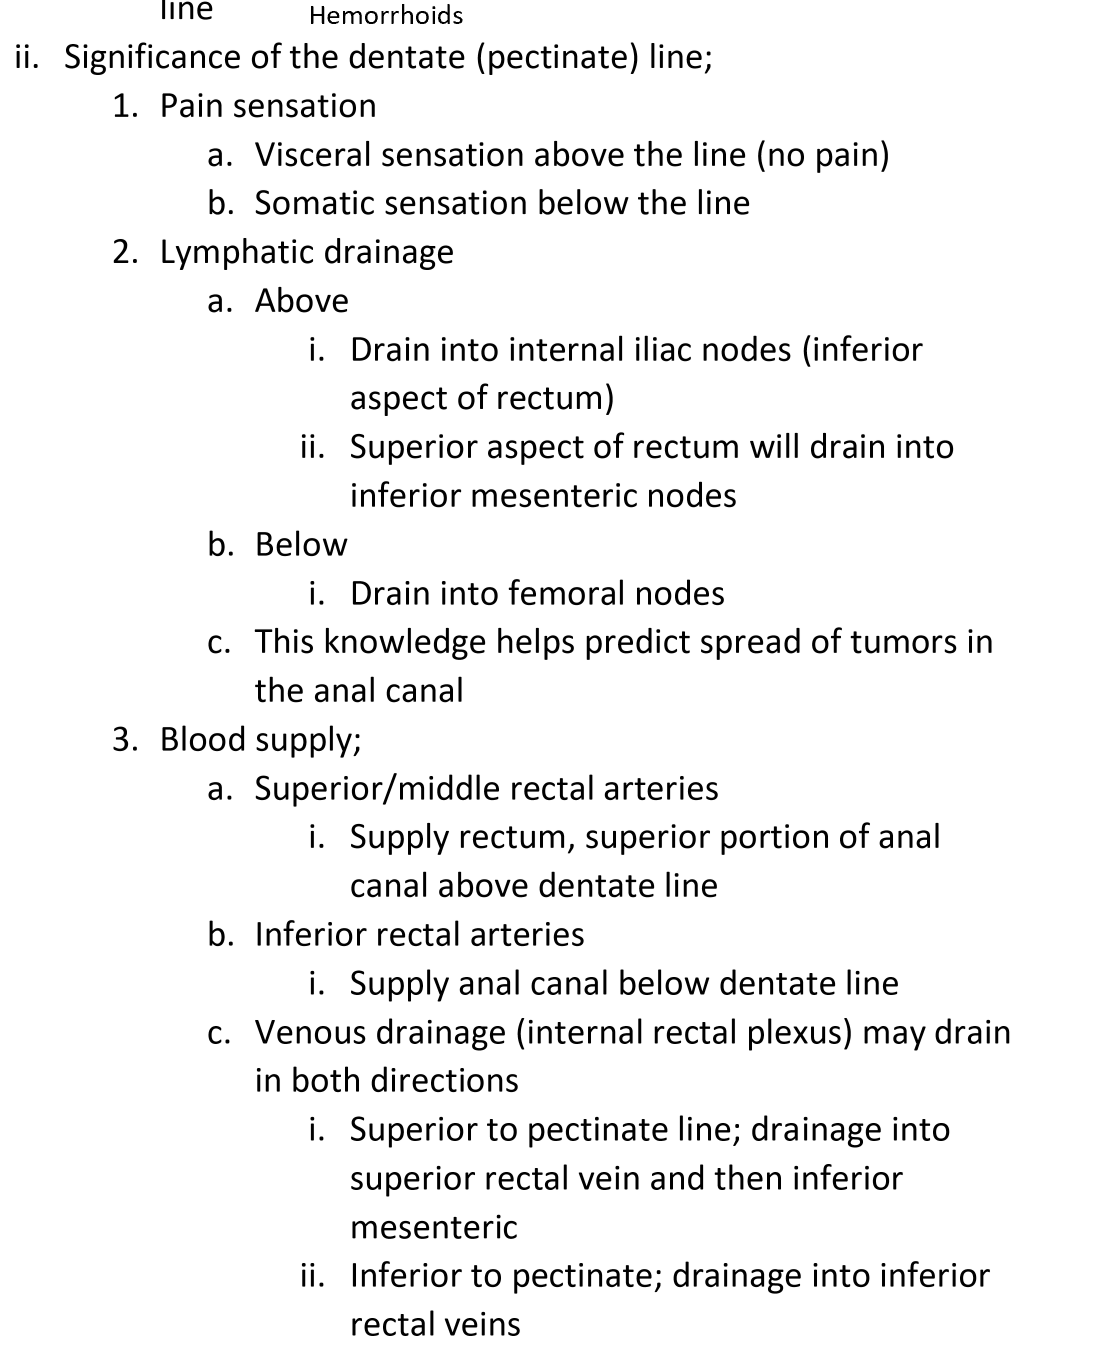 line
Hemorrhoids
ii. Significance of the dentate (pectinate) line;
1. Pain sensation
a. Visceral sensation above the line (no pain)
b. Somatic sensation below the line
2. Lymphatic drainage
a. Above
i. Drain into internal iliac nodes (inferior
aspect of rectum)
ii. Superior aspect of rectum will drain into
inferior mesenteric nodes
b. Below
i. Drain into femoral nodes
c. This knowledge helps predict spread of tumors in
the anal canal
3. Blood supply;
a. Superior/middle rectal arteries
i. Supply rectum, superior portion of anal
canal above dentate line
b. Inferior rectal arteries
i. Supply anal canal below dentate line
c. Venous drainage (internal rectal plexus) may drain
in both directions
i. Superior to pectinate line; drainage into
superior rectal vein and then inferior
mesenteric
ii. Inferior to pectinate; drainage into inferior
rectal veins